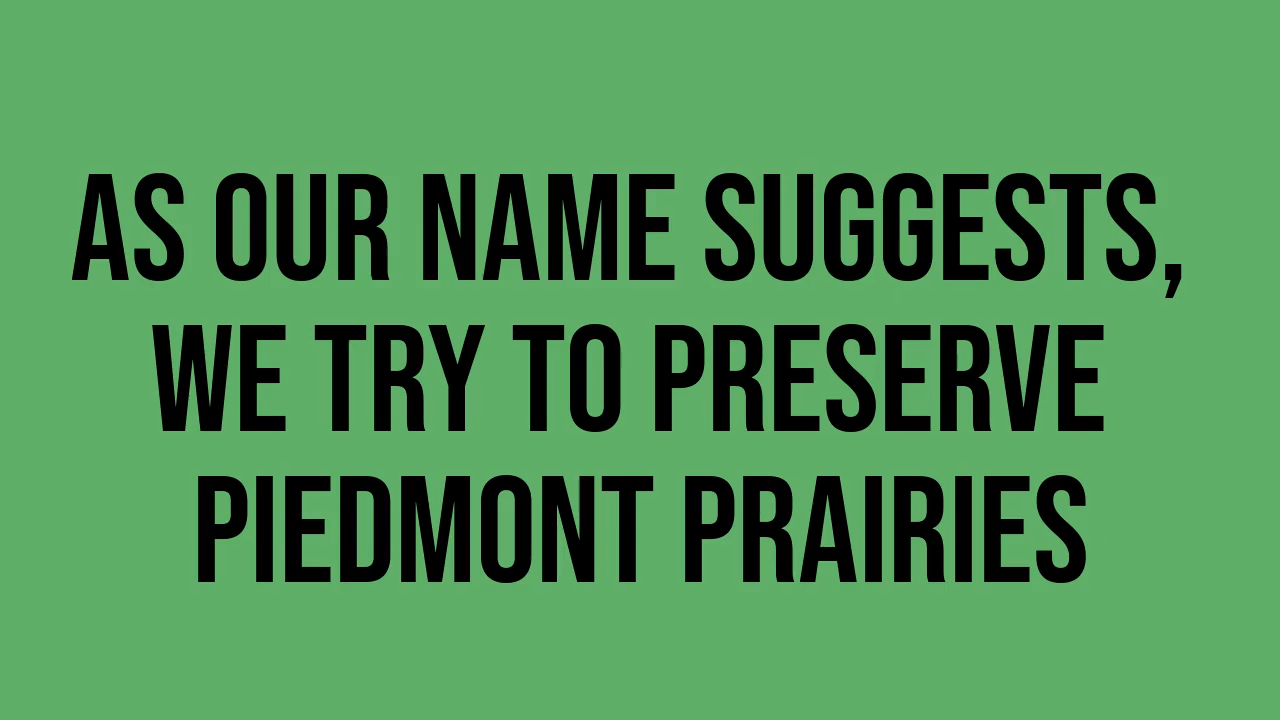 AS OUR NAME SUGGESTS,
WE TRY TO PRESERVE
PIEDMONT PRAIRIES